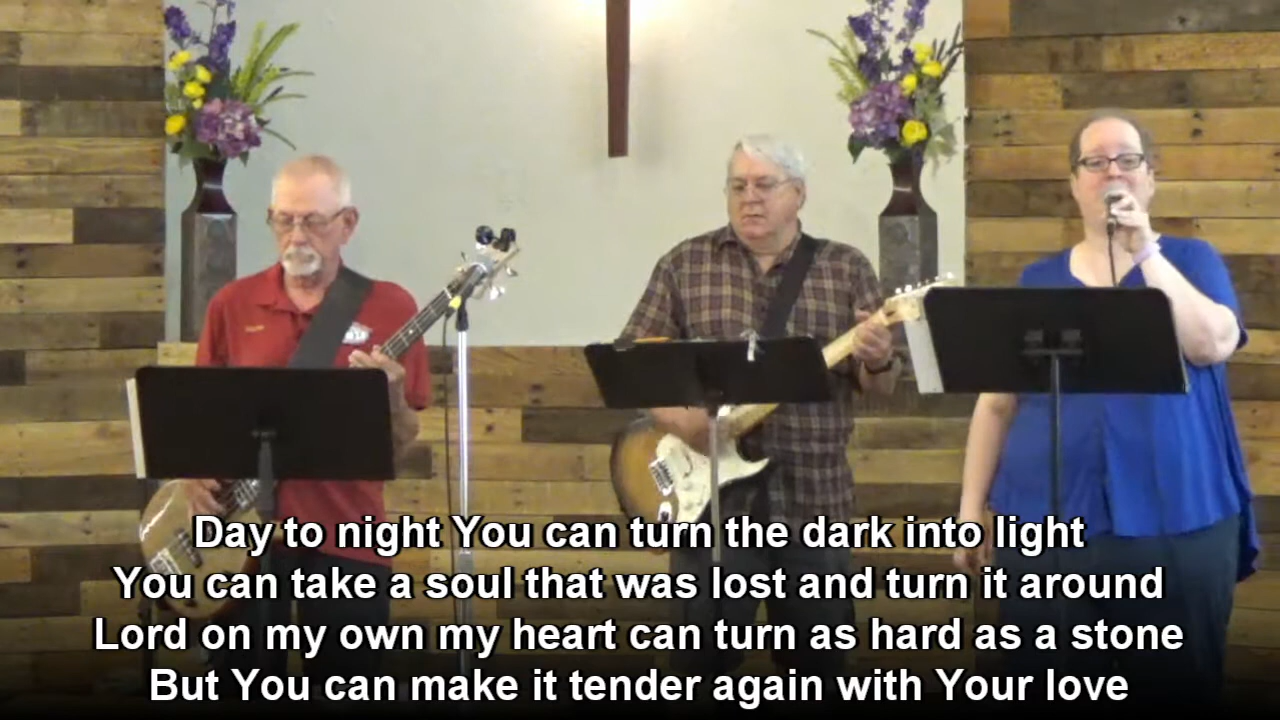 Day to night You can turn the dark into light
You can take a soul that was lost and turn it around
Lord on my own my heart can turn as hard as a stone
But You can make it tender again with Your love